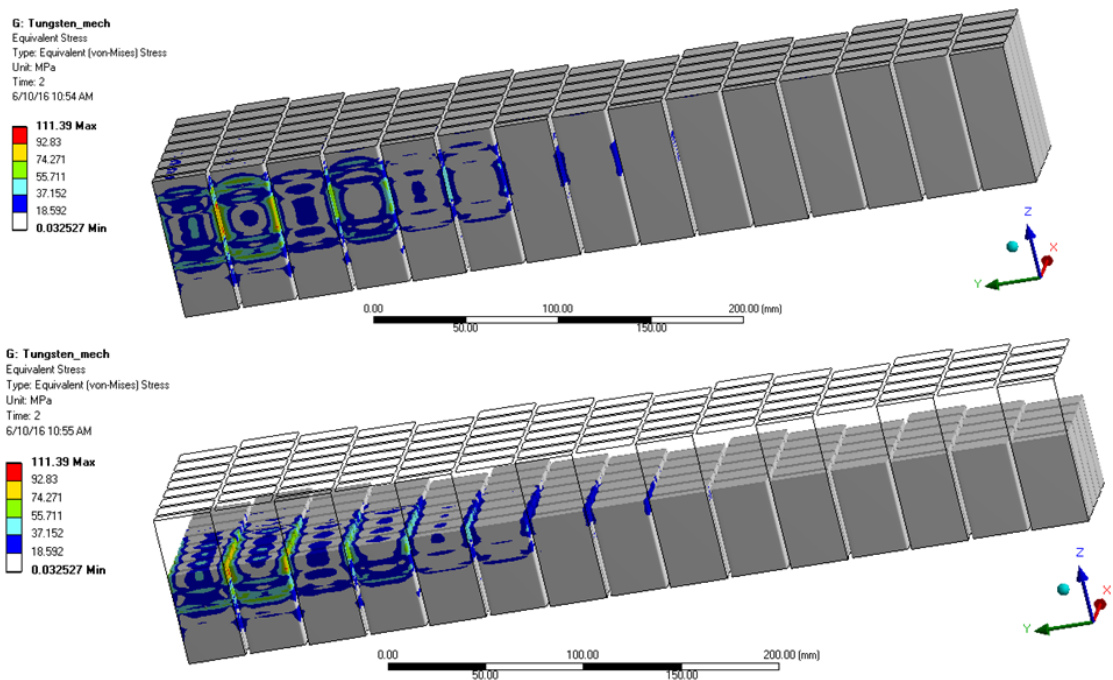 G: Tungsten_mech
Equivalent Stress
Type: Equivalent (von-Mises) Stress
Unit: MPa
Time: 2
6/10/16 10:54 AM
111.39 Max
92.83
74.271
55.711
37.152
18.592
0.032527 Min
Z
X
Y
0.00 100.00 200.00 (mm)
50.00 150.00
G: Tungsten_mech
Equivalent Stress
Type: Equivalent (von-Mises) Stress
Unit: MPa
Time: 2
6/10/16 10:55 AM
111.39 Max
92.83
74.271
55.711
37.152
18.592
0.032527 Min
Z
X
Y
0.00 100.00 200.00 (mm)
50.00 150.00